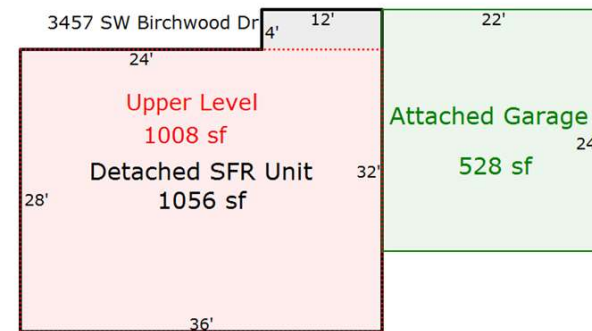 3457 SW Birchwood Dr
12'
22'
4'
24'
Upper Level
1008 sf
Detached SFR Unit
1056 sf
32'
28'
36'
Attached Garage
528 sf